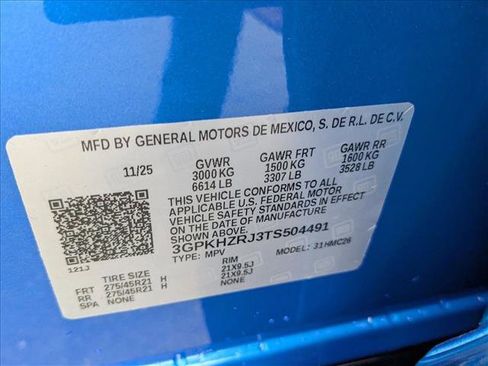 MFD BY GENERAL MOTORS DE MEXICO, S. DE R.L. DE C.V.
11/25 GVWR GAWR FRT GAWR RR
3000 KG 1500 KG 1600 KG
6614 LB 3307 LB 3528 LB
THIS VEHICLE CONFORMS TO ALL
APPLICABLE U.S. FEDERAL MOTOR
VEHICLE SAFETY STANDARDS IN EFFECT
ON THE DATE OF MANUFACTURE
3GPKHZRJ3TS504491
121J TYPE: MPV MODEL: 31HMC26
TIRE SIZE RIM
FRT 275/45R21 H 21X9.5J
RR 275/45R21 H 21X9.5J
SPA NONE NONE